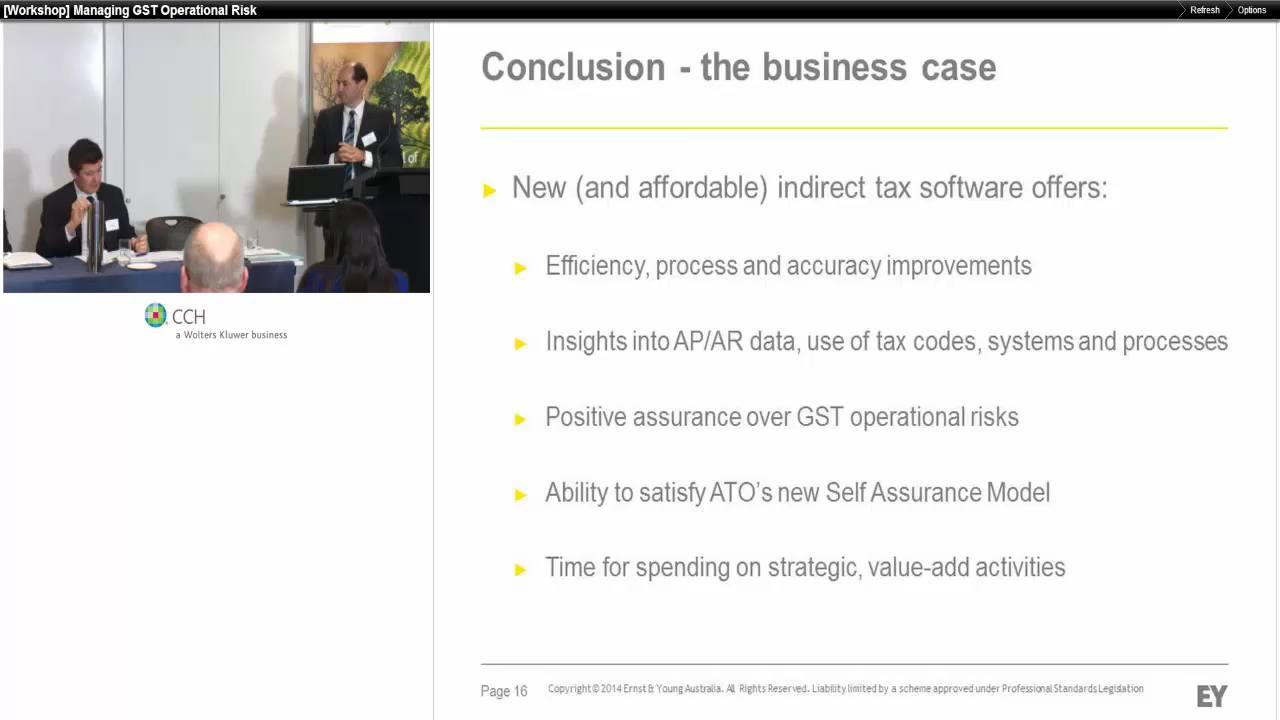 [Workshop] Managing GST Operational Risk
Refresh
Options
of
CCH
a Wolters Kluwer business
Conclusion - the business case
New (and affordable) indirect tax software offers:
Efficiency, process and accuracy improvements
Insights into AP/AR data, use of tax codes, systems and processes
Positive assurance over GST operational risks
Ability to satisfy ATO's new Self Assurance Model
Time for spending on strategic, value-add activities
Page 16
Copyright © 2014 Ernst & Young Australia. All Rights Reserved. Liability limited by a scheme approved under Professional Standards Legislation
EY